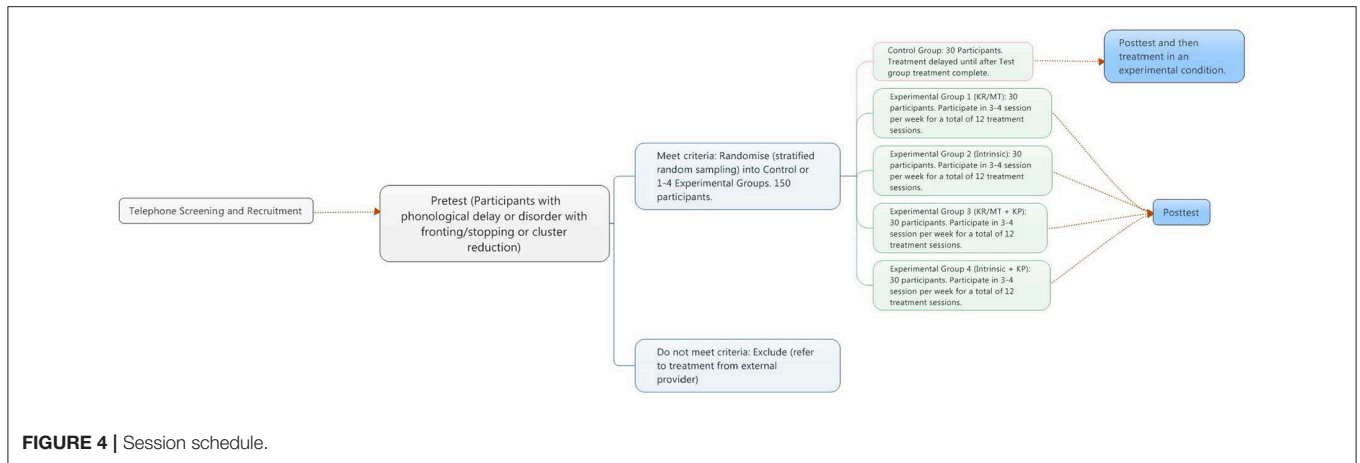 Telephone Screening and Recruitment
Pretest (Participants with
phonological delay or disorder with
fronting/stopping or cluster
reduction)
Meet criteria: Randomise (stratified
random sampling) into Control or
1-4 Experimental Groups. 150
participants.
Do not meet criteria: Exclude (refer
to treatment from external
provider)
Control Group: 30 Participants.
Treatment delayed until after Test
group treatment complete.
Experimental Group 1 (KR/MT): 30
participants. Participate in 3-4 session
per week for a total of 12 treatment
sessions.
Experimental Group 2 (Intrinsic): 30
participants. Participate in 3-4 session
per week for a total of 12 treatment
sessions.
Experimental Group 3 (KR/MT + KP):
30 participants. Participate in 3-4
session per week for a total of 12
treatment sessions.
Experimental Group 4 (Intrinsic + KP):
30 participants. Participate in 3-4
session per week for a total of 12
treatment sessions.
Posttest and then
treatment in an
experimental condition.
Posttest
FIGURE 4 | Session schedule.